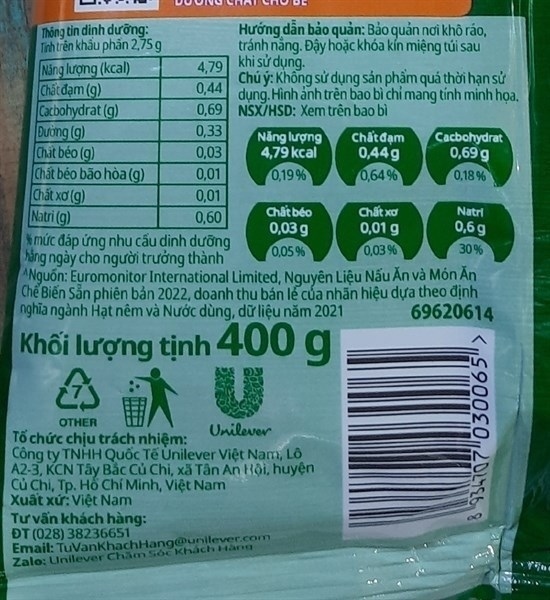 DƯƠNG CHẤT CHO BÉ
Thông tin dinh dưỡng:
Tính trên khẩu phần 2,75 g
Năng lượng (kcal) 4,79
Chất đạm (g) 0,44
Cacbohydrat (g) 0,69
Đường (g) 0,33
Chất béo (g) 0,03
Chất béo bão hòa (g) 0,01
Chất xơ (g) 0,01
Natri (g) 0,60
% mức đáp ứng nhu cầu dinh dưỡng
hằng ngày cho người trưởng thành
Hướng dẫn bảo quản: Bảo quản nơi khô ráo,
tránh nắng. Đậy hoặc khóa kín miệng túi sau
khi sử dụng.
Chú ý: Không sử dụng sản phẩm quá thời hạn sử
dụng. Hình ảnh trên bao bì chỉ mang tính minh họa.
NSX/HSD: Xem trên bao bì
Năng lượng Chất đạm Cacbohydrat
4,79 kcal 0,44 g 0,69 g
0,19 % 0,64 % 0,18 %
Chất béo Chất xơ Natri
0,03 g 0,01 g 0,6 g
0,05 % 0,03 % 30 %
^Nguồn: Euromonitor International Limited, Nguyên Liệu Nấu Ăn và Món Ăn
Chế Biến Sẵn phiên bản 2022, doanh thu bán lẻ của nhãn hiệu dựa theo định
nghĩa ngành Hạt nêm và Nước dùng, dữ liệu năm 2021
69620614
Khối lượng tịnh 400 g
7
OTHER
Unilever
Tổ chức chịu trách nhiệm:
Công ty TNHH Quốc Tế Unilever Việt Nam, Lô
A2-3, KCN Tây Bắc Củ Chi, xã Tân An Hội, huyện
Củ Chi, Tp. Hồ Chí Minh, Việt Nam
Xuất xứ: Việt Nam
Tư vấn khách hàng:
ĐT (028) 38236651
Email: TuVanKhachHang@unilever.com
Zalo: Unilever Chăm Sóc Khách Hàng
8 934707 030065 >